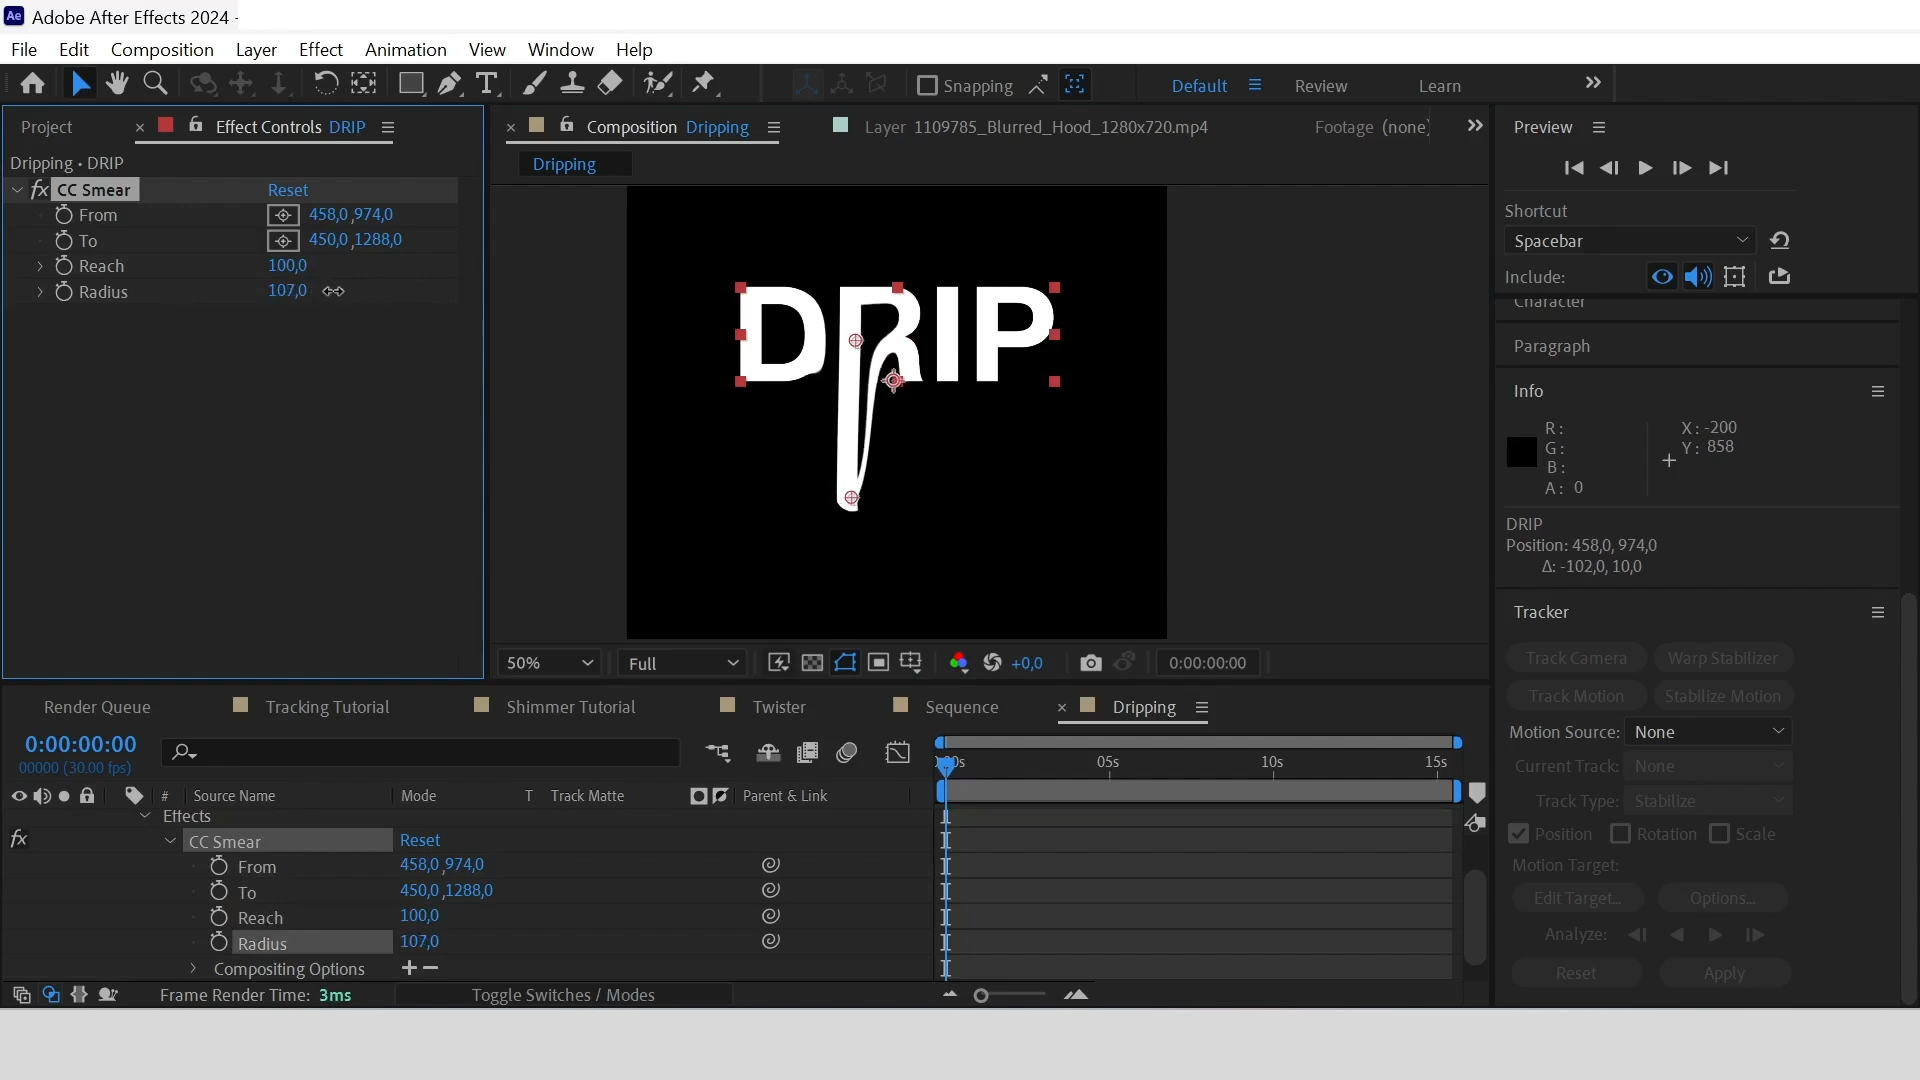 Ae Adobe After Effects 2024 -
File Edit Composition Layer Effect Animation View Window Help
T Snapping Default Review Learn
Project × Effect Controls DRIP
× Composition Dripping
Layer 1109785_Blurred_Hood_1280x720.mp4
Footage (none)
Preview
Dripping • DRIP
Dripping
fx CC Smear Reset
From 458,0 ,974,0
To 450,0 ,1288,0
Reach 100,0
Radius 107,0
DRIP
Shortcut
Spacebar
Include:
Character
Paragraph
Info
R:
G:
B:
A: 0
X: -200
Y: 858
DRIP
Position: 458,0, 974,0
Δ: -102,0, 10,0
Tracker
Track Camera Warp Stabilizer
Track Motion Stabilize Motion
Motion Source: None
Current Track: None
Track Type: Stabilize
Position Rotation Scale
Motion Target:
Edit Target... Options...
Analyze:
Reset Apply
50% Full +0,0 0:00:00:00
Render Queue Tracking Tutorial Shimmer Tutorial Twister Sequence × Dripping
0:00:00:00
00000 (30.00 fps)
05s 10s 15s
# Source Name Mode T Track Matte Parent & Link
Effects
fx CC Smear Reset
From 458,0 ,974,0
To 450,0 ,1288,0
Reach 100,0
Radius 107,0
Compositing Options + −
Frame Render Time: 3ms Toggle Switches / Modes